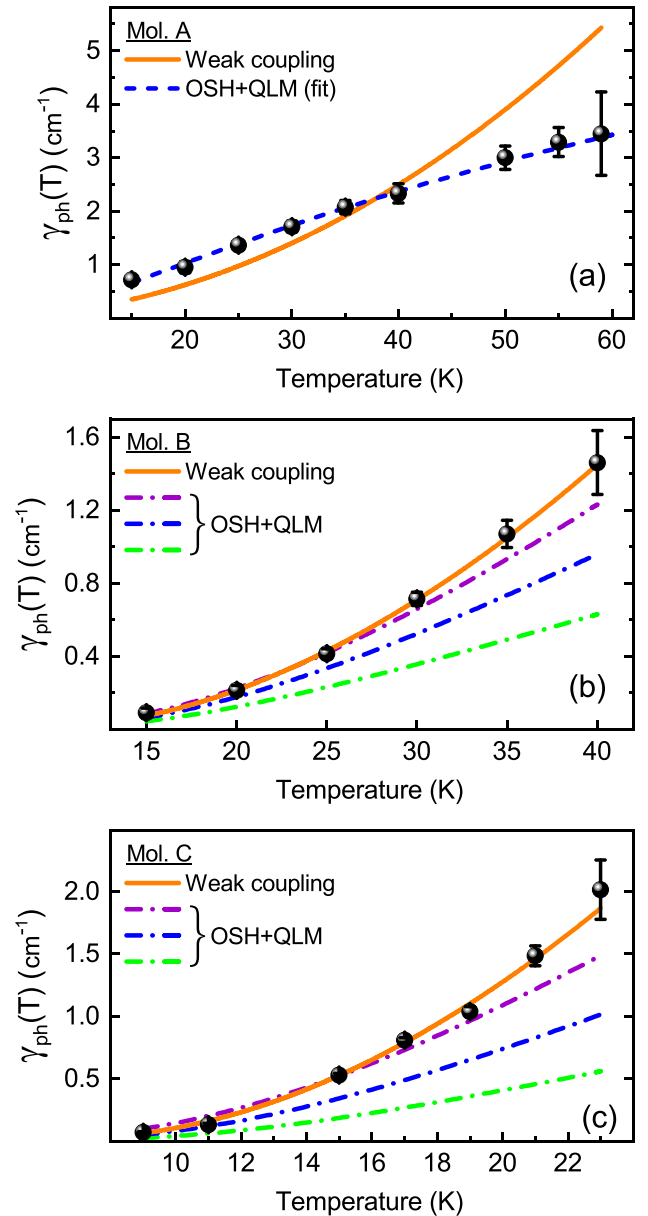 Mol. A
Weak coupling
OSH+QLM (fit)
γph(T) (cm⁻¹)
5
4
3
2
1
(a)
20 30 40 50 60
Temperature (K)
Mol. B
Weak coupling
OSH+QLM
γph(T) (cm⁻¹)
1.6
1.2
0.8
0.4
(b)
15 20 25 30 35 40
Temperature (K)
Mol. C
Weak coupling
OSH+QLM
γph(T) (cm⁻¹)
2.0
1.5
1.0
0.5
(c)
10 12 14 16 18 20 22
Temperature (K)